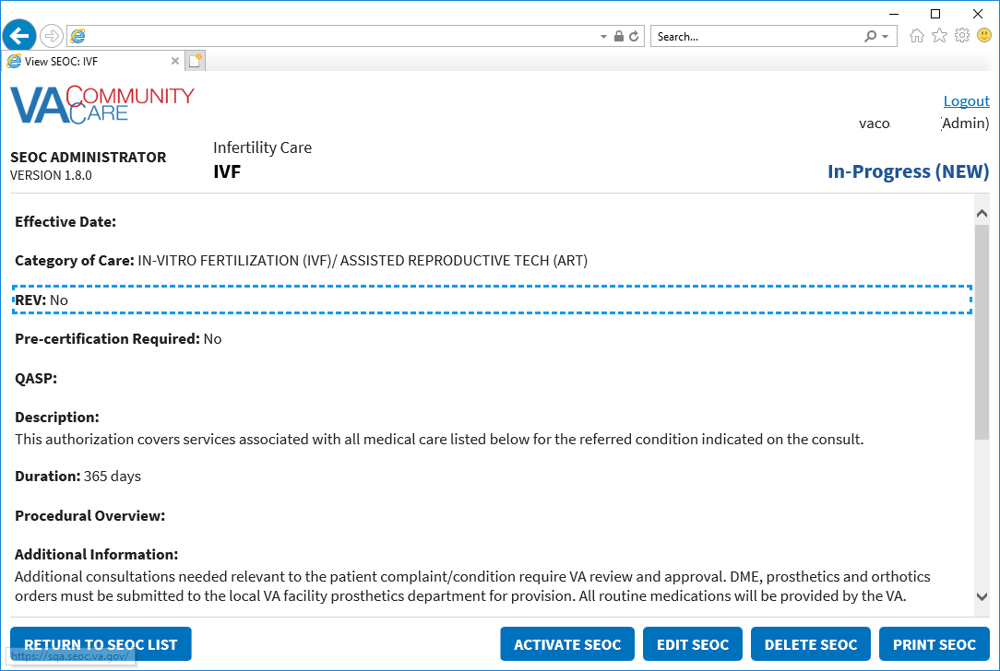 Search...
View SEOC: IVF
VA COMMUNITY CARE
Logout
vaco
(Admin)
Infertility Care
SEOC ADMINISTRATOR
IVF
VERSION 1.8.0
In-Progress (NEW)
Effective Date:
Category of Care: IN-VITRO FERTILIZATION (IVF)/ ASSISTED REPRODUCTIVE TECH (ART)
REV: No
Pre-certification Required: No
QASP:
Description:
This authorization covers services associated with all medical care listed below for the referred condition indicated on the consult.
Duration: 365 days
Procedural Overview:
Additional Information:
Additional consultations needed relevant to the patient complaint/condition require VA review and approval. DME, prosthetics and orthotics
orders must be submitted to the local VA facility prosthetics department for provision. All routine medications will be provided by the VA.
RETURN TO SEOC LIST
ACTIVATE SEOC
EDIT SEOC
DELETE SEOC
PRINT SEOC
https://sqa.seoc.va.gov/